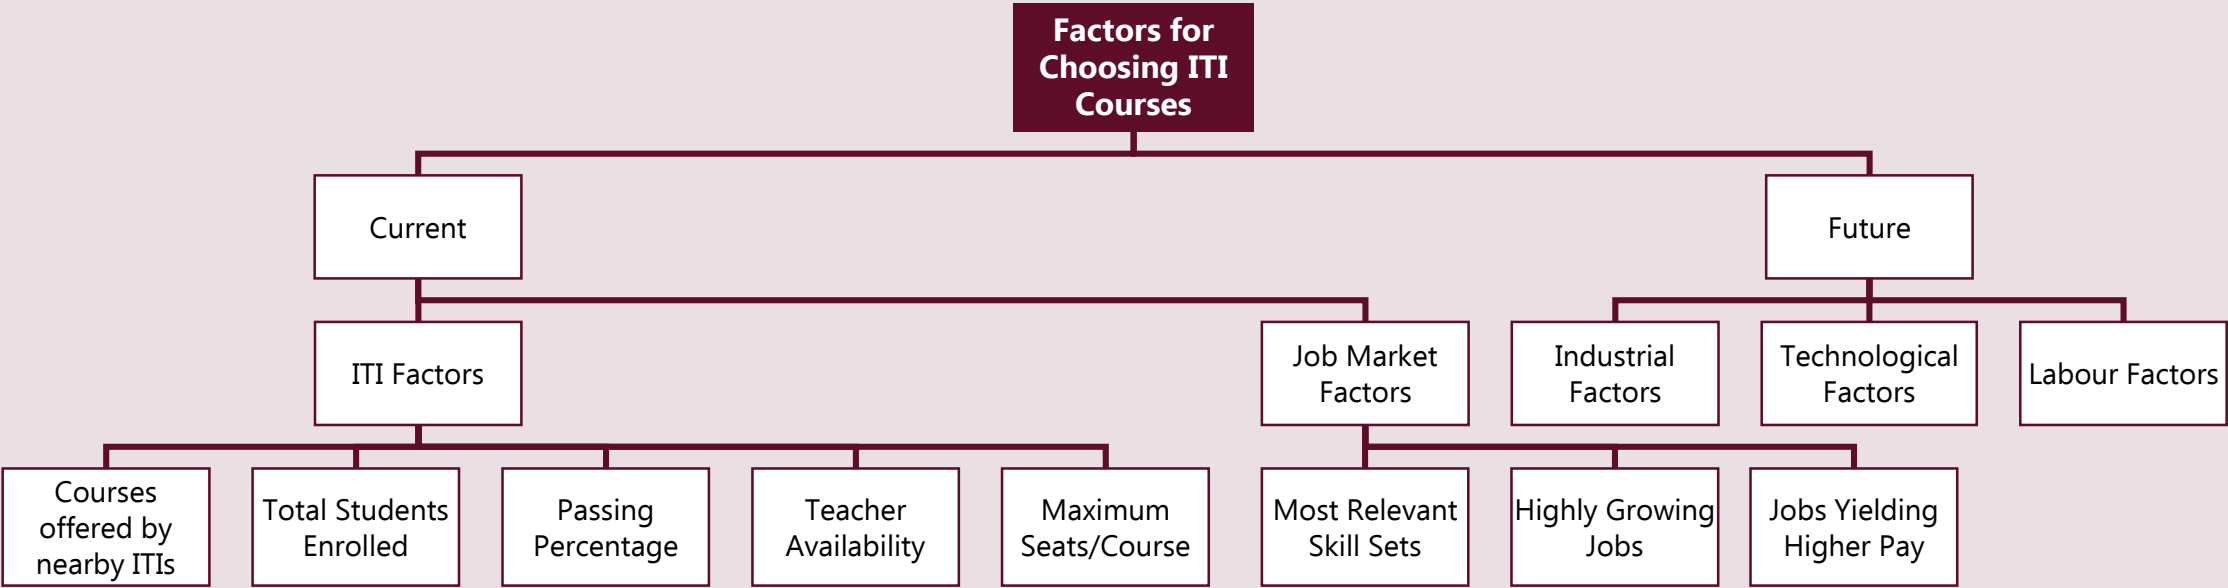 Factors for
Choosing ITI
Courses
Current
Future
ITI Factors
Job Market
Factors
Industrial
Factors
Technological
Factors
Labour Factors
Courses
offered by
nearby ITIs
Total Students
Enrolled
Passing
Percentage
Teacher
Availability
Maximum
Seats/Course
Most Relevant
Skill Sets
Highly Growing
Jobs
Jobs Yielding
Higher Pay